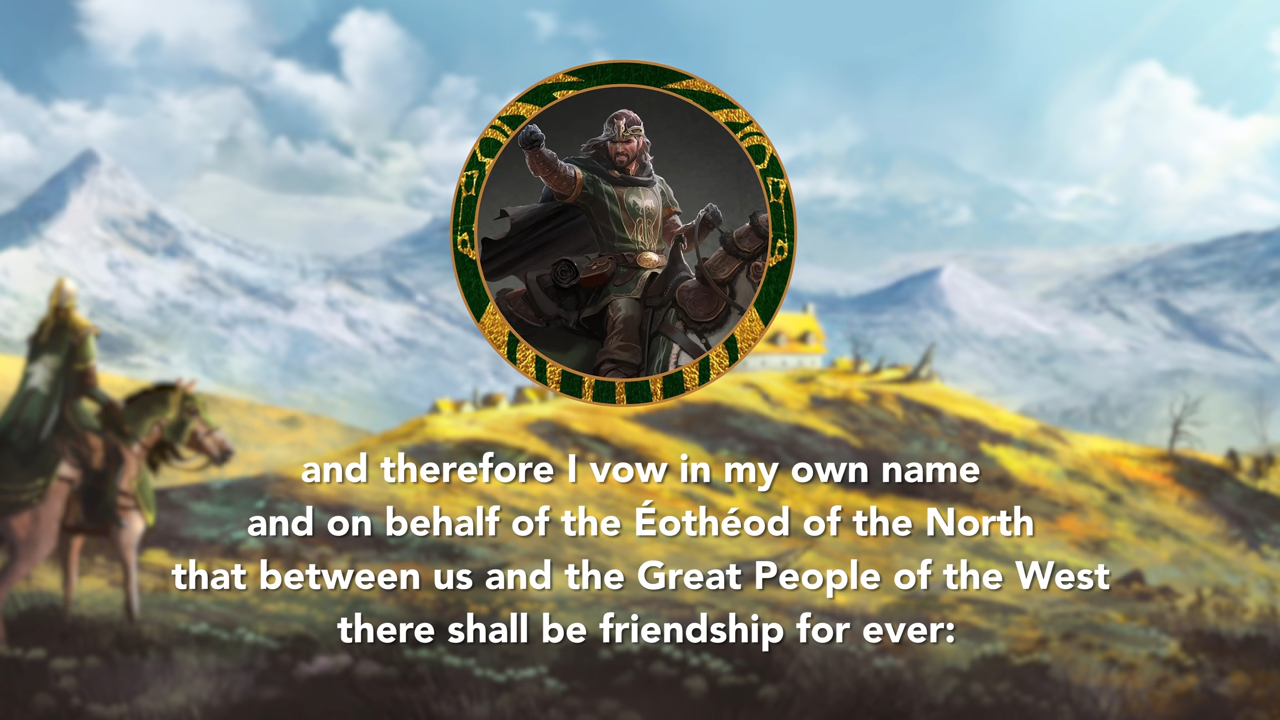 and therefore I vow in my own name
and on behalf of the Éothéod of the North
that between us and the Great People of the West
there shall be friendship for ever: